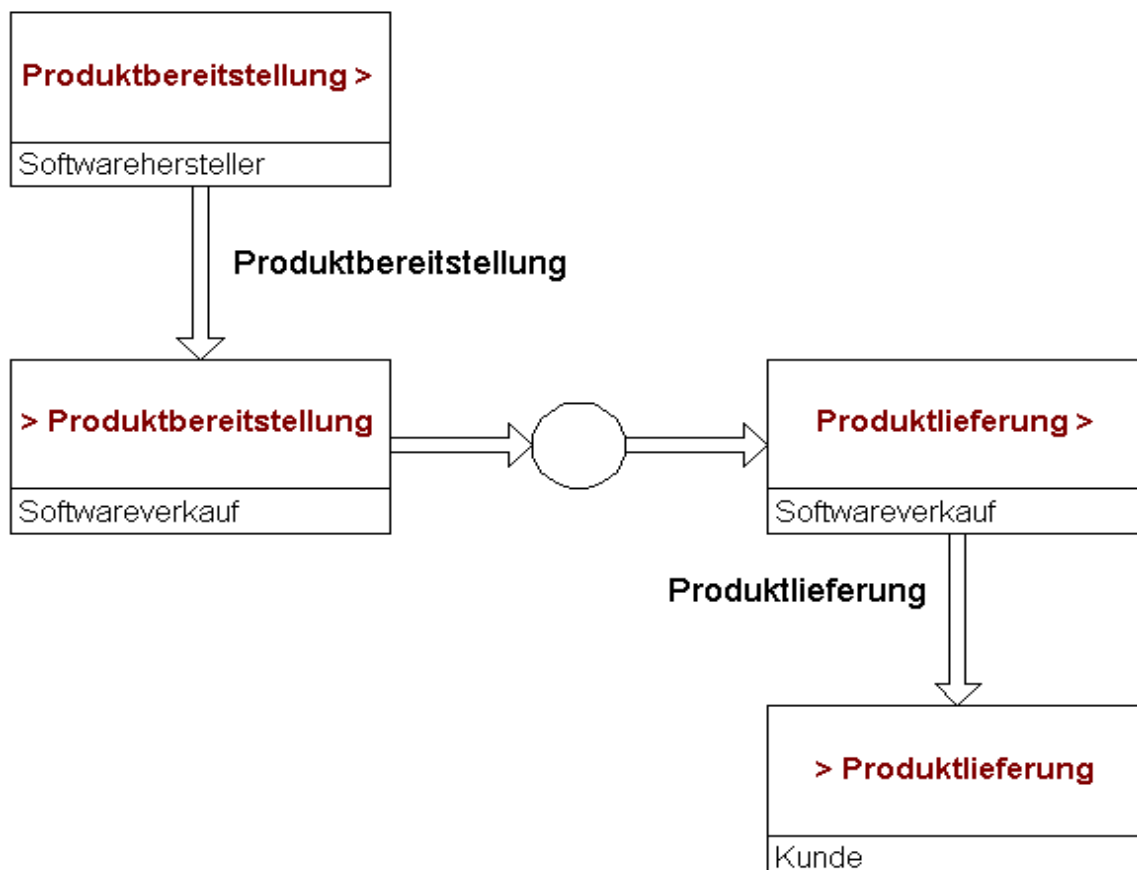 Produktbereitstellung >
Softwarehersteller
Produktbereitstellung
> Produktbereitstellung
Softwareverkauf
Produktlieferung >
Softwareverkauf
Produktlieferung
> Produktlieferung
Kunde